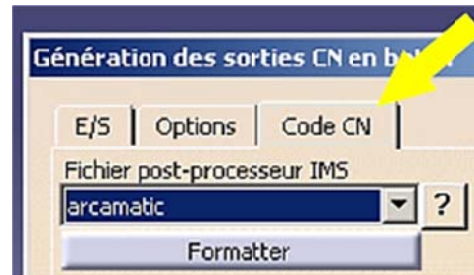 Génération des sorties CN en
E/S Options Code CN
Fichier post-processeur IMS
arcamatic ?
Formatter